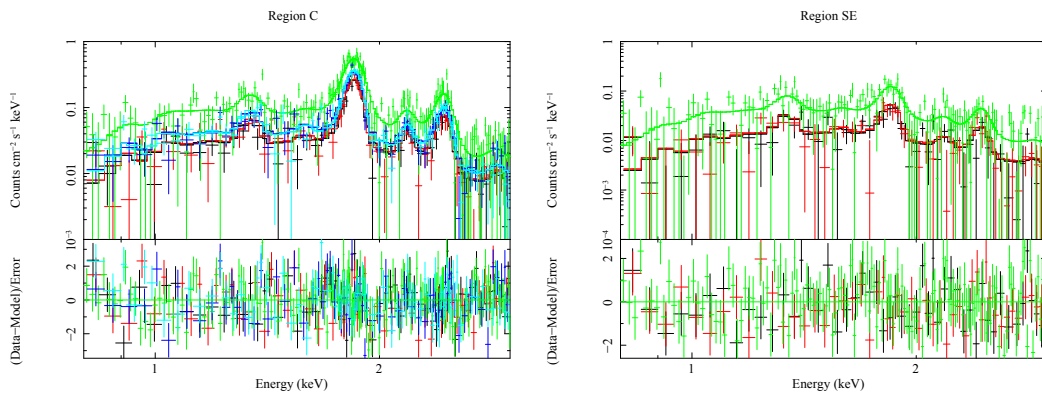 Region C
Counts cm⁻² s⁻¹ keV⁻¹
1
0.1
0.01
10⁻³
(Data−Model)/Error
2
0
−2
1
2
Energy (keV)
Region SE
Counts cm⁻² s⁻¹ keV⁻¹
1
0.1
0.01
10⁻³
10⁻⁴
(Data−Model)/Error
2
0
−2
1
2
Energy (keV)